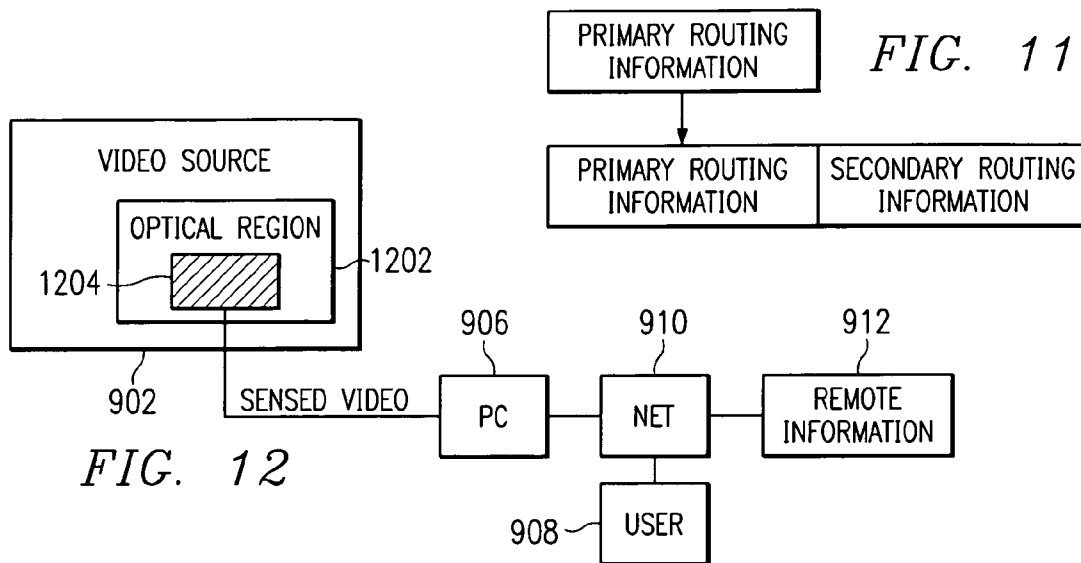 PRIMARY ROUTING
INFORMATION
FIG. 11
PRIMARY ROUTING
INFORMATION
SECONDARY ROUTING
INFORMATION
VIDEO SOURCE
OPTICAL REGION
1204
1202
902
SENSED VIDEO
906
PC
910
NET
912
REMOTE
INFORMATION
908
USER
FIG. 12